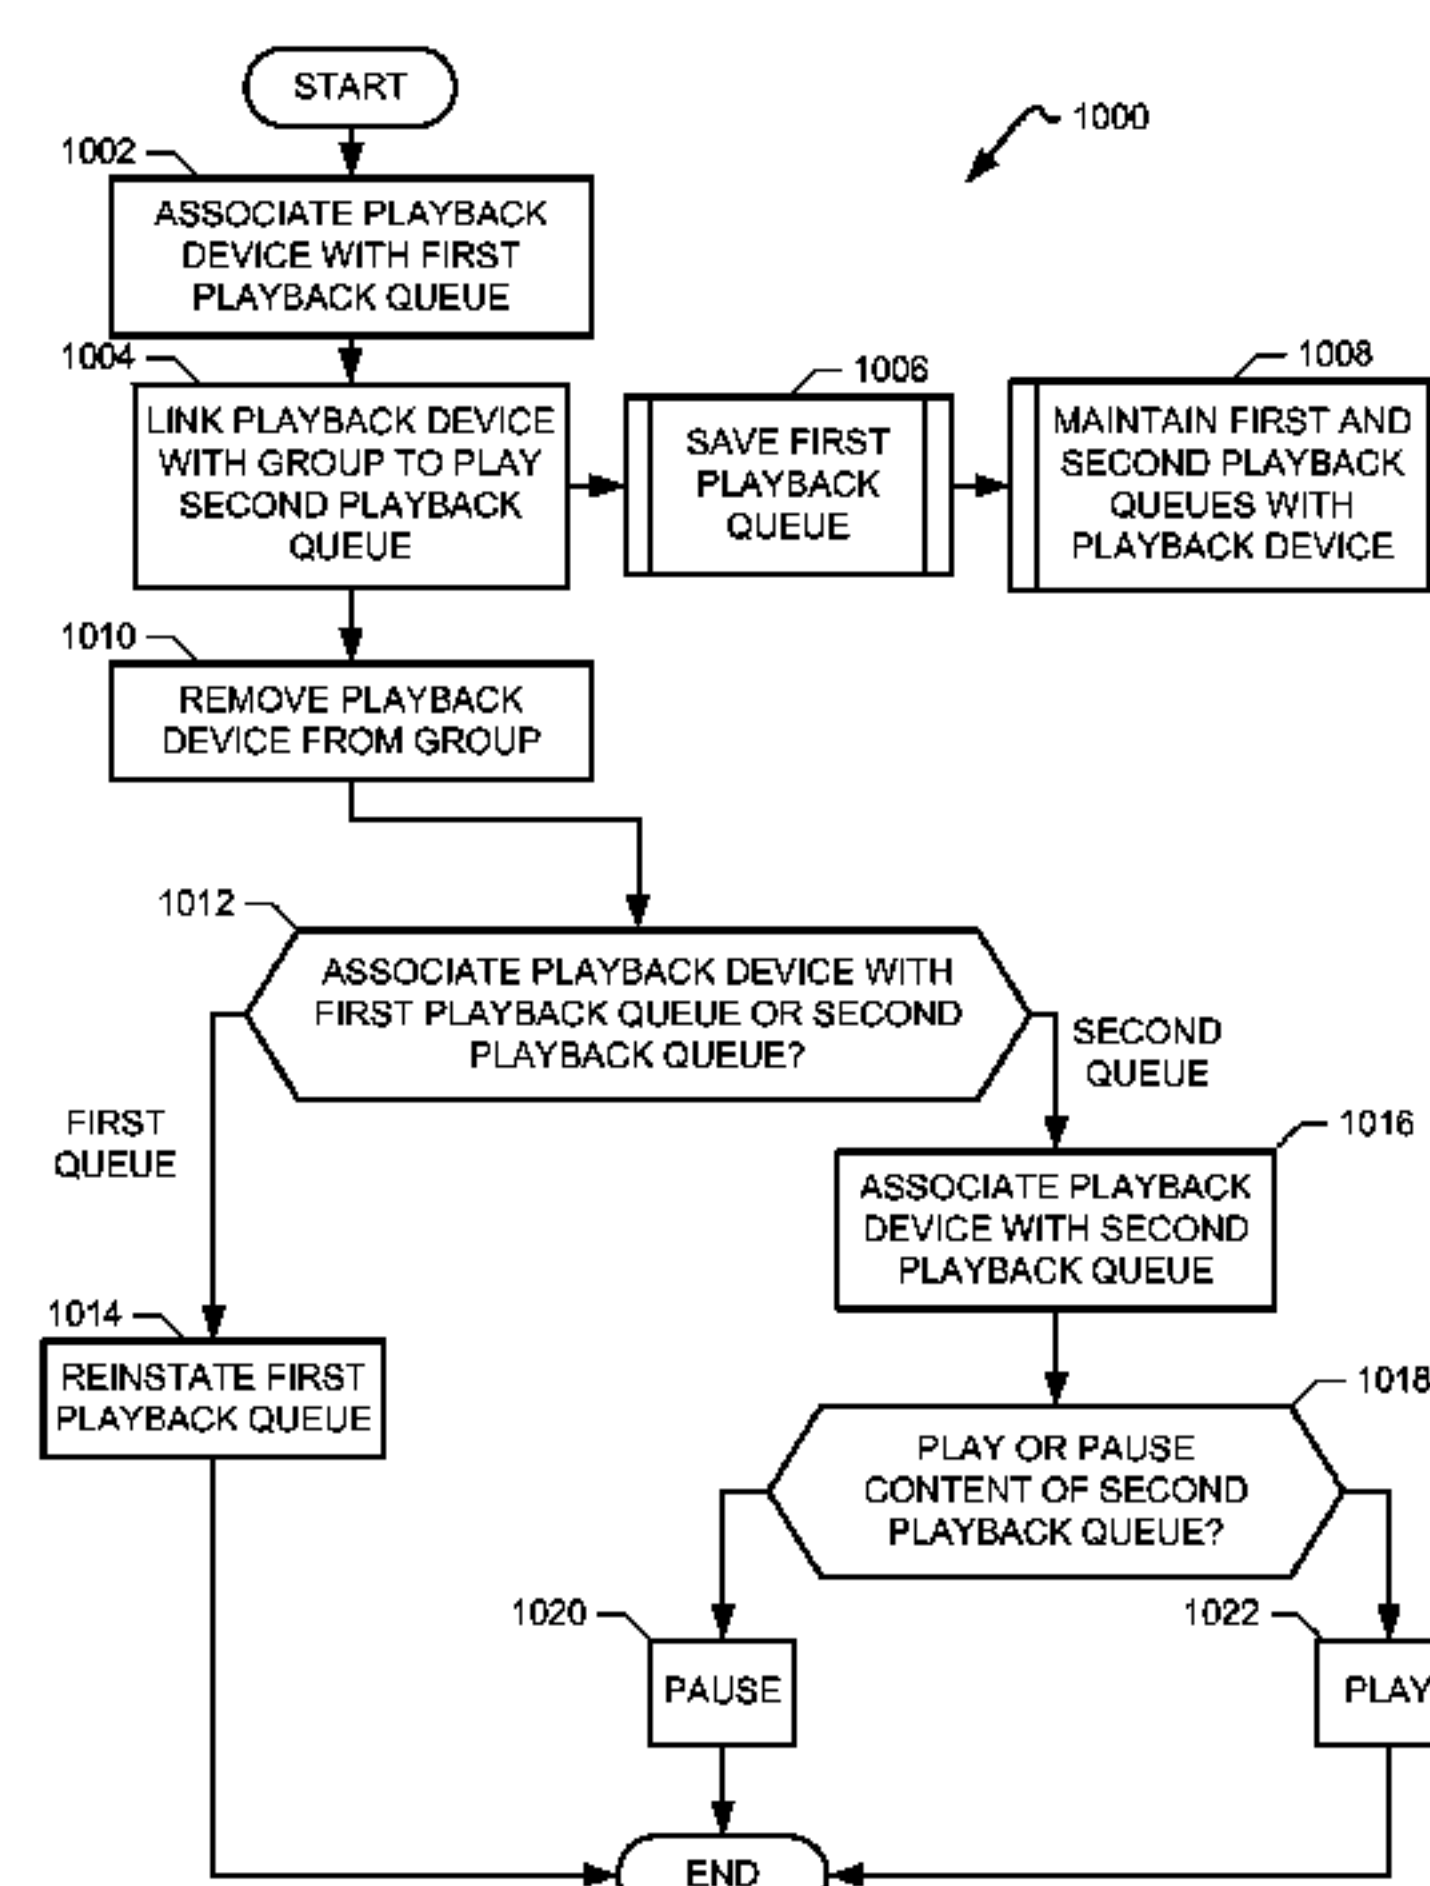 START
1000
1002
ASSOCIATE PLAYBACK
DEVICE WITH FIRST
PLAYBACK QUEUE
1004
LINK PLAYBACK DEVICE
WITH GROUP TO PLAY
SECOND PLAYBACK
QUEUE
1006
SAVE FIRST
PLAYBACK
QUEUE
1008
MAINTAIN FIRST AND
SECOND PLAYBACK
QUEUES WITH
PLAYBACK DEVICE
1010
REMOVE PLAYBACK
DEVICE FROM GROUP
1012
ASSOCIATE PLAYBACK DEVICE WITH
FIRST PLAYBACK QUEUE OR SECOND
PLAYBACK QUEUE?
FIRST
QUEUE
SECOND
QUEUE
1014
REINSTATE FIRST
PLAYBACK QUEUE
1016
ASSOCIATE PLAYBACK
DEVICE WITH SECOND
PLAYBACK QUEUE
1018
PLAY OR PAUSE
CONTENT OF SECOND
PLAYBACK QUEUE?
1020
PAUSE
1022
PLAY
END